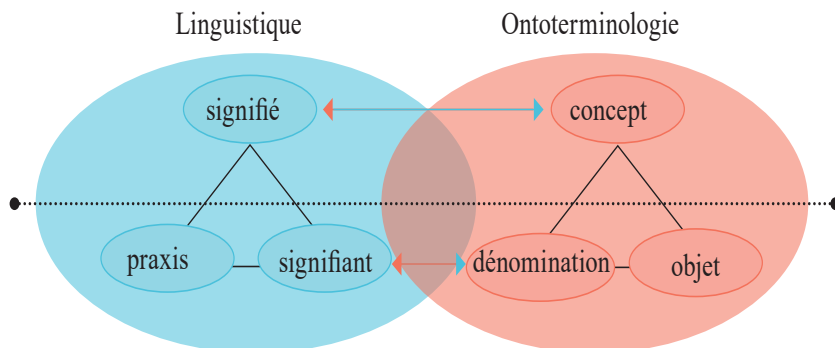 Linguistique Ontoterminologie
signifié concept
praxis signifiant dénomination objet